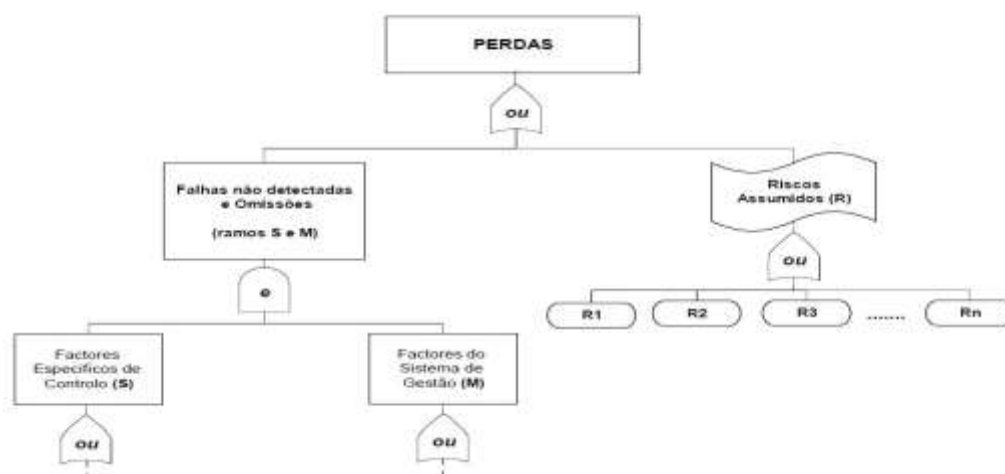 PERDAS
ou
Falhas não detectadas
e Omissões
(ramos S e M)
Riscos
Assumidos (R)
e
ou
R1
R2
R3
.......
Rn
Factores
Especificos de
Controlo (S)
Factores do
Sistema de
Gestão (M)
ou
ou